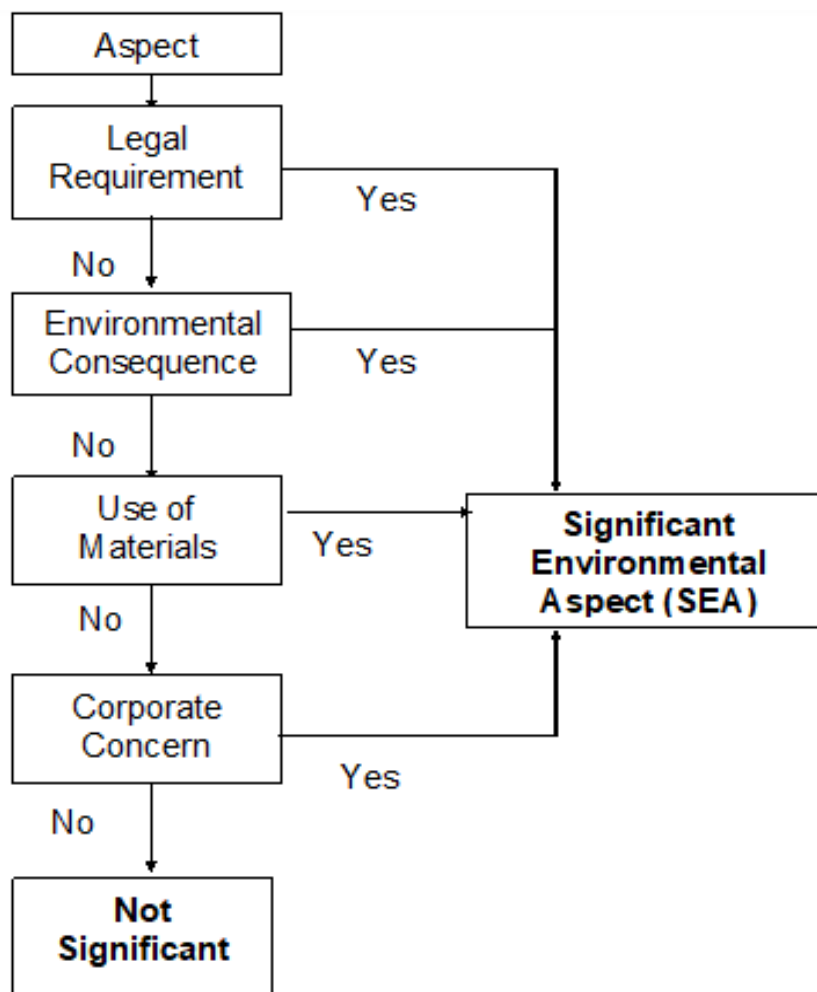 Aspect
Legal
Requirement
Yes
No
Environmental
Consequence
Yes
No
Use of
Materials
Yes
Significant
Environmental
Aspect (SEA)
No
Corporate
Concern
Yes
No
Not
Significant